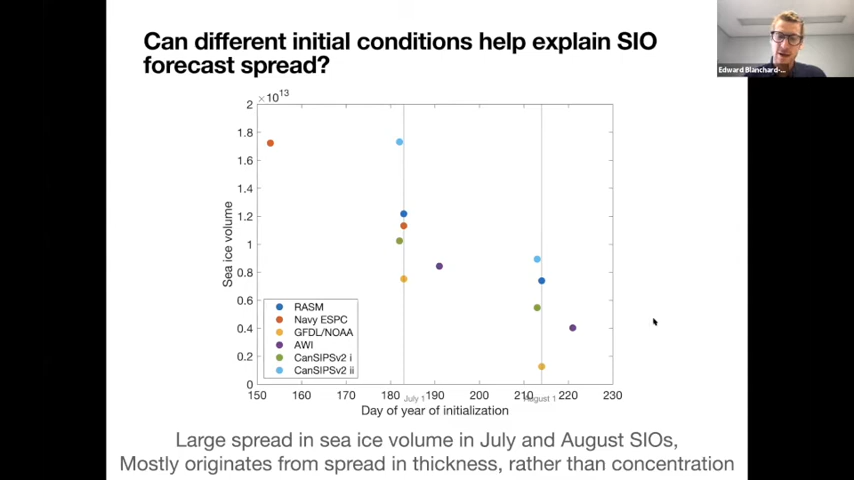 Can different initial conditions help explain SIO
forecast spread?
Edward Blanchard-...
×10¹³
2
1.8
1.6
1.4
1.2
1
0.8
0.6
0.4
0.2
0
Sea ice volume
RASM
Navy ESPC
GFDL/NOAA
AWI
CanSIPSv2 i
CanSIPSv2 ii
150 160 170 180 190 200 210 220 230
July 1 August 1
Day of year of initialization
Large spread in sea ice volume in July and August SIOs,
Mostly originates from spread in thickness, rather than concentration